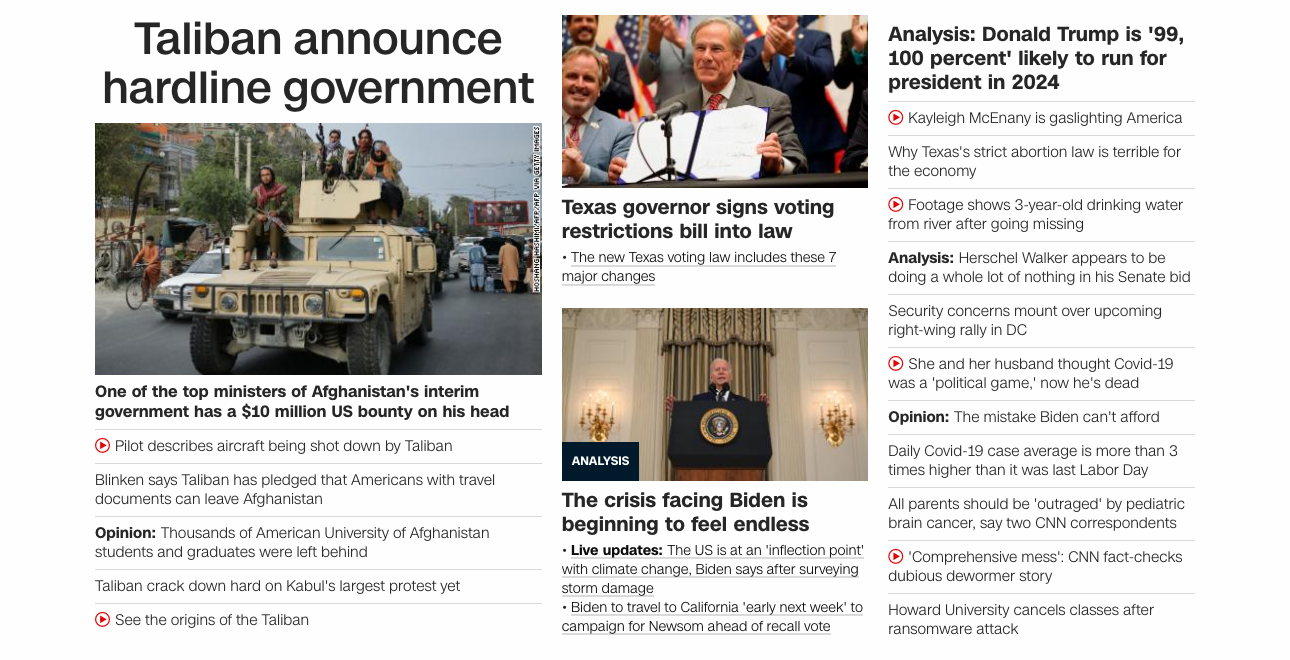 Taliban announce
hardline government
HOSHANG HASHIMI/AFP/AFP VIA GETTY IMAGES
One of the top ministers of Afghanistan's interim
government has a $10 million US bounty on his head
Pilot describes aircraft being shot down by Taliban
Blinken says Taliban has pledged that Americans with travel
documents can leave Afghanistan
Opinion: Thousands of American University of Afghanistan
students and graduates were left behind
Taliban crack down hard on Kabul's largest protest yet
See the origins of the Taliban
Texas governor signs voting
restrictions bill into law
• The new Texas voting law includes these 7
major changes
ANALYSIS
The crisis facing Biden is
beginning to feel endless
• Live updates: The US is at an 'inflection point'
with climate change, Biden says after surveying
storm damage
• Biden to travel to California 'early next week' to
campaign for Newsom ahead of recall vote
Analysis: Donald Trump is '99,
100 percent' likely to run for
president in 2024
Kayleigh McEnany is gaslighting America
Why Texas's strict abortion law is terrible for
the economy
Footage shows 3-year-old drinking water
from river after going missing
Analysis: Herschel Walker appears to be
doing a whole lot of nothing in his Senate bid
Security concerns mount over upcoming
right-wing rally in DC
She and her husband thought Covid-19
was a 'political game,' now he's dead
Opinion: The mistake Biden can't afford
Daily Covid-19 case average is more than 3
times higher than it was last Labor Day
All parents should be 'outraged' by pediatric
brain cancer, say two CNN correspondents
'Comprehensive mess': CNN fact-checks
dubious dewormer story
Howard University cancels classes after
ransomware attack